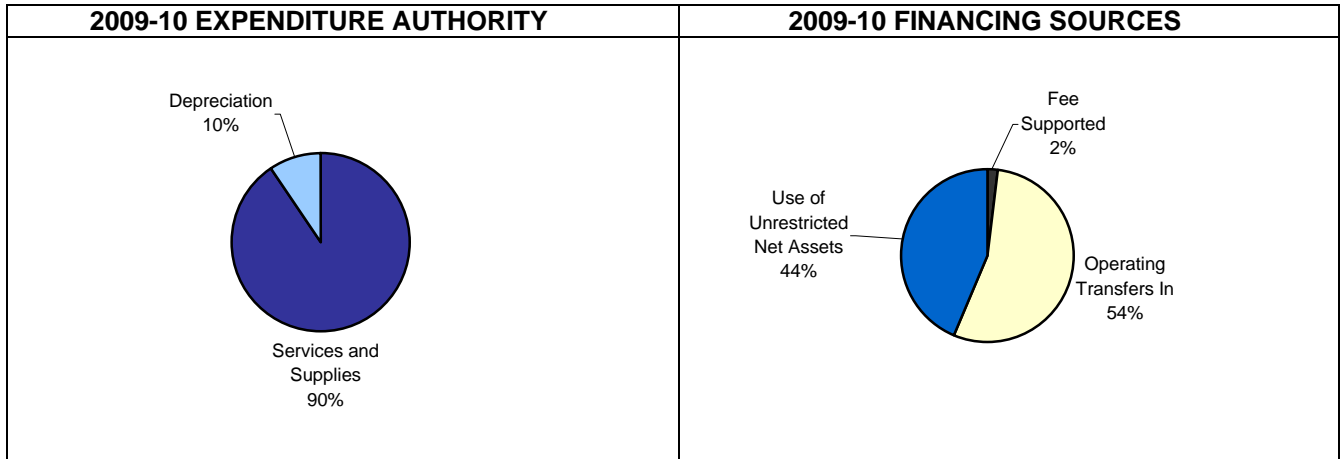 2009-10 EXPENDITURE AUTHORITY
Depreciation
10%
Services and
Supplies
90%
2009-10 FINANCING SOURCES
Fee
Supported
2%
Use of
Unrestricted
Net Assets
44%
Operating
Transfers In
54%